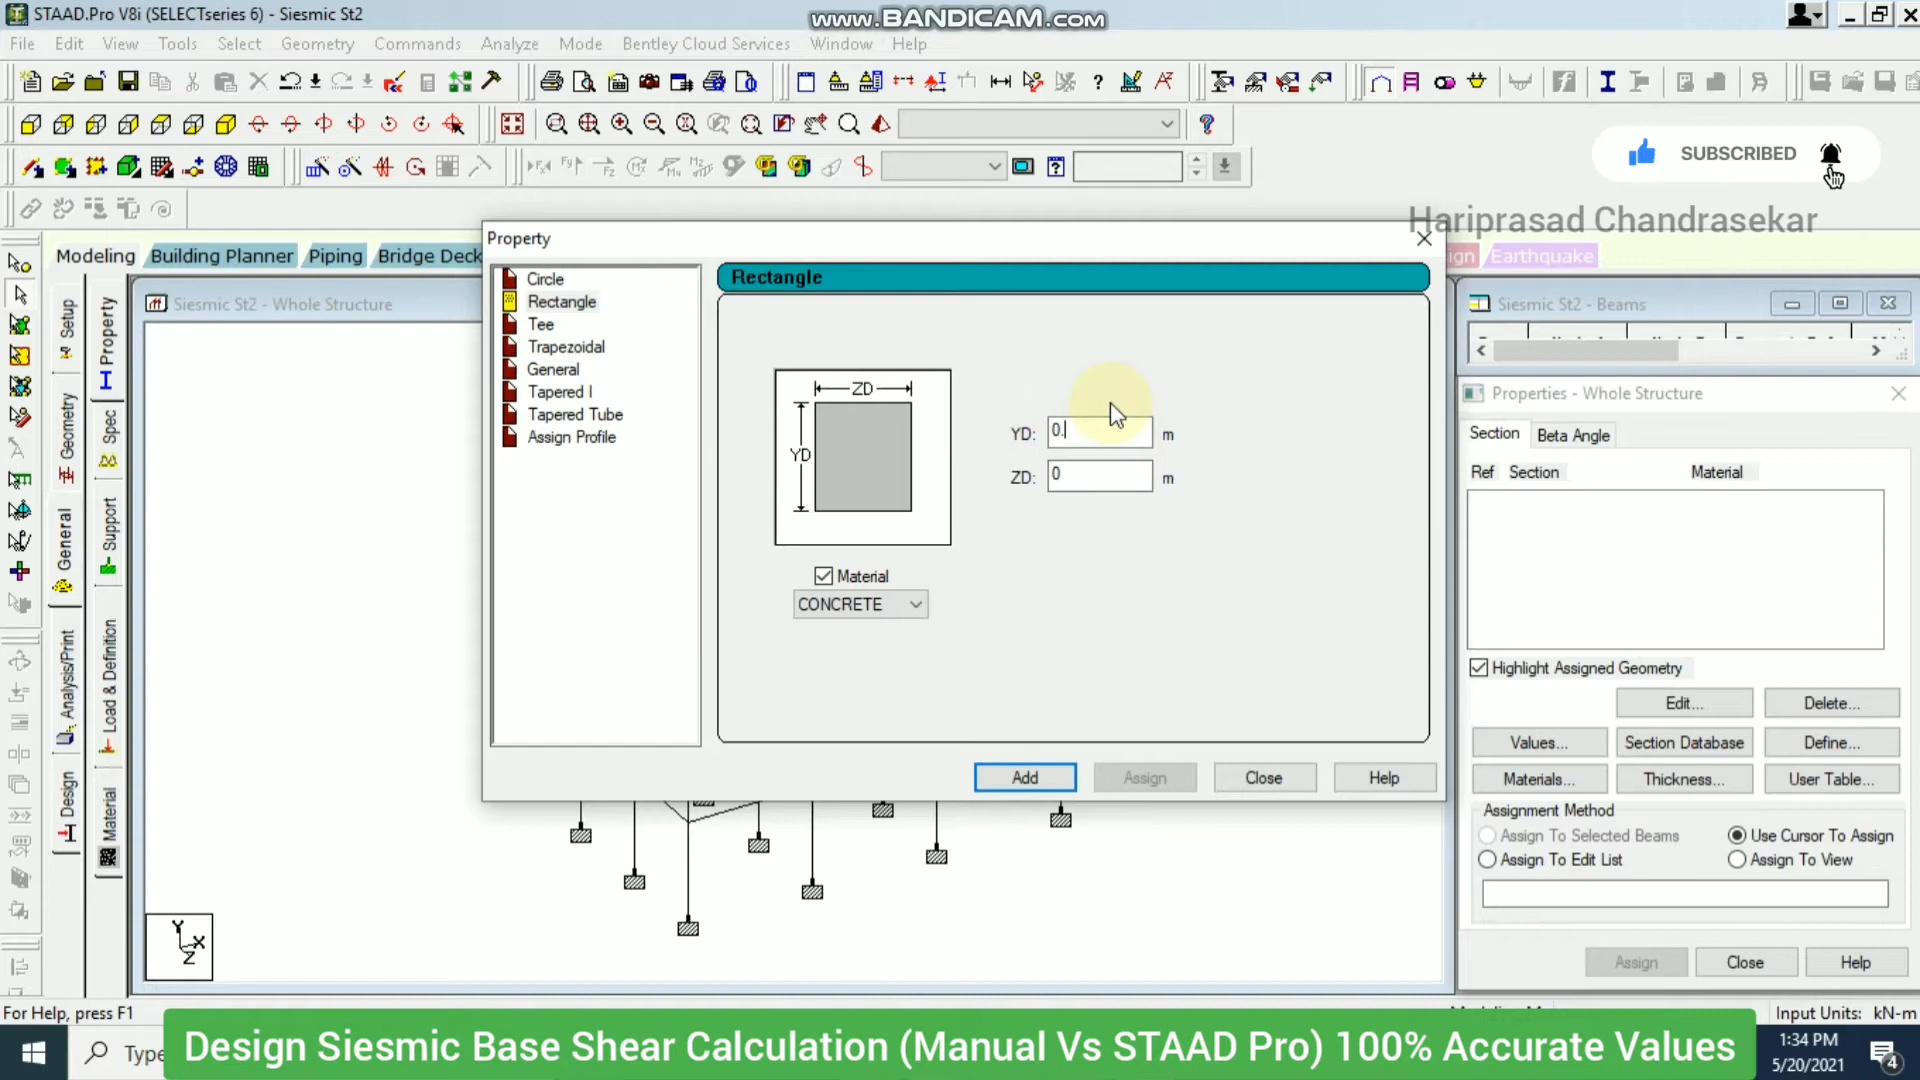 STAAD.Pro V8i (SELECTseries 6) - Siesmic St2
www.BANDICAM.com
File Edit View Tools Select Geometry Commands Analyze Mode Bentley Cloud Services Window Help
SUBSCRIBED
Hariprasad Chandrasekar
Modeling Building Planner Piping Bridge Deck
Earthquake
Siesmic St2 - Whole Structure
Setup
Geometry
General
Analysis/Print
Design
Property
Spec
Support
Load & Definition
Material
Property
Circle
Rectangle
Tee
Trapezoidal
General
Tapered I
Tapered Tube
Assign Profile
Rectangle
ZD
YD
YD: 0. m
ZD: 0 m
Material
CONCRETE
Add Assign Close Help
Siesmic St2 - Beams
Properties - Whole Structure
Section Beta Angle
Ref Section Material
Highlight Assigned Geometry
Edit... Delete...
Values... Section Database Define...
Materials... Thickness... User Table...
Assignment Method
Assign To Selected Beams Use Cursor To Assign
Assign To Edit List Assign To View
Assign Close Help
Y
X
Z
For Help, press F1
Input Units: kN-m
Type
Design Siesmic Base Shear Calculation (Manual Vs STAAD Pro) 100% Accurate Values
1:34 PM
5/20/2021
4